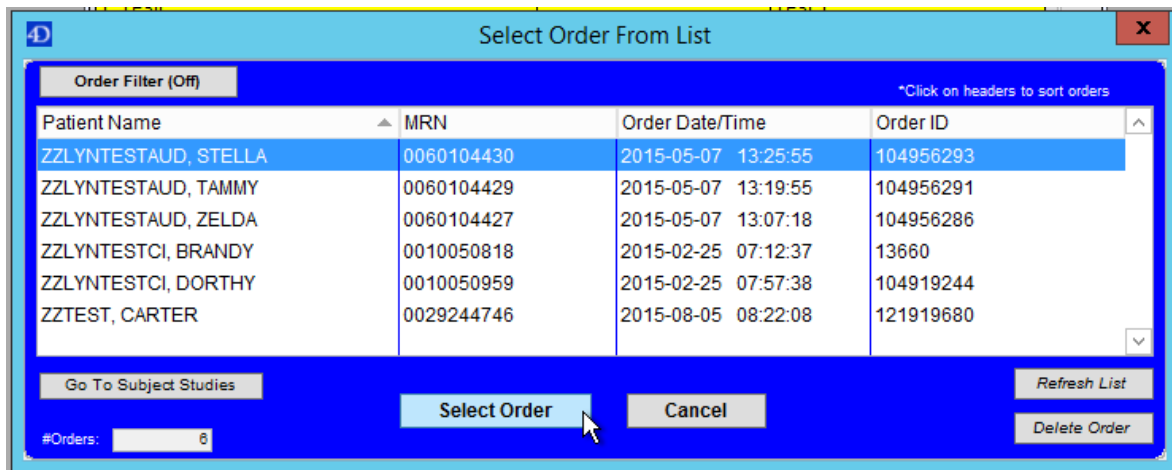 4D
Select Order From List
x
Order Filter (Off)
*Click on headers to sort orders
Patient Name MRN Order Date/Time Order ID
ZZLYNTESTAUD, STELLA 0060104430 2015-05-07 13:25:55 104956293
ZZLYNTESTAUD, TAMMY 0060104429 2015-05-07 13:19:55 104956291
ZZLYNTESTAUD, ZELDA 0060104427 2015-05-07 13:07:18 104956286
ZZLYNTESTCI, BRANDY 0010050818 2015-02-25 07:12:37 13660
ZZLYNTESTCI, DORTHY 0010050959 2015-02-25 07:57:38 104919244
ZZTEST, CARTER 0029244746 2015-08-05 08:22:08 121919680
Go To Subject Studies
Refresh List
Select Order
Cancel
Delete Order
#Orders: 6